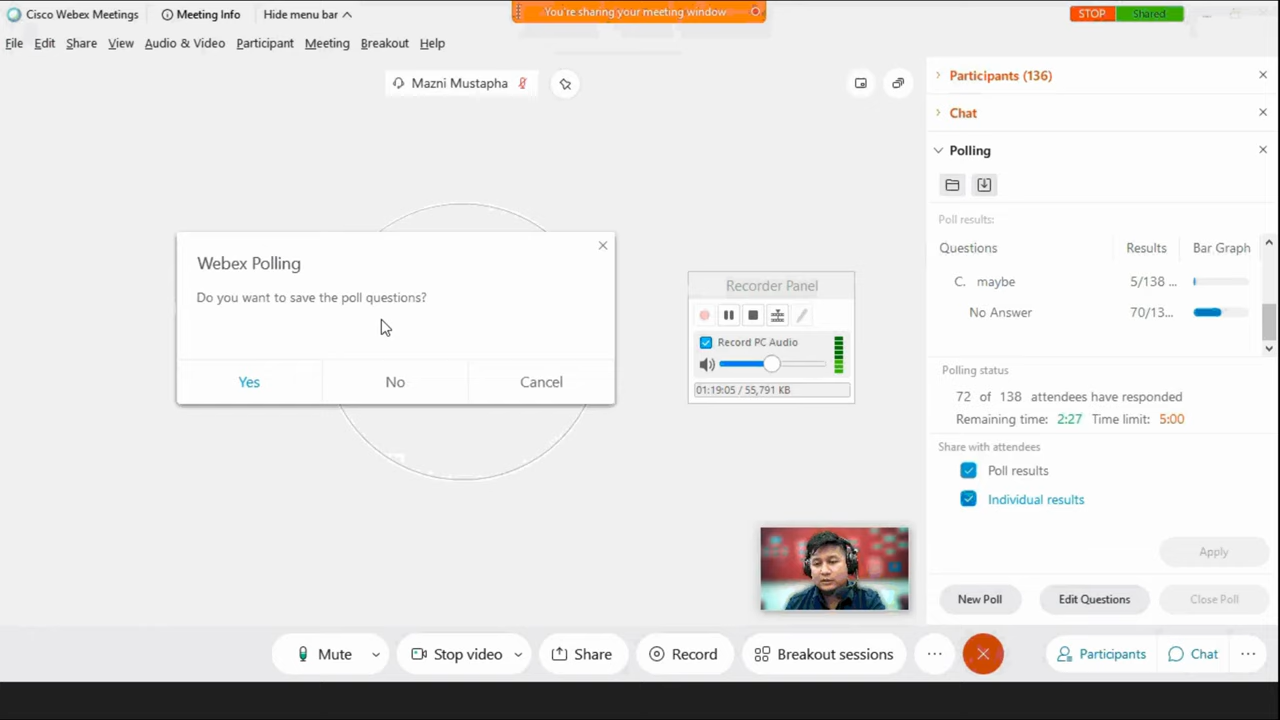 Cisco Webex Meetings
Meeting Info
Hide menu bar
You're sharing your meeting window
STOP
Shared
File
Edit
Share
View
Audio & Video
Participant
Meeting
Breakout
Help
Mazni Mustapha
Participants (136)
Chat
Polling
Poll results:
Questions
Results
Bar Graph
C. maybe
5/138 ...
No Answer
70/13...
Polling status
72 of 138 attendees have responded
Remaining time: 2:27 Time limit: 5:00
Share with attendees
Poll results
Individual results
Apply
New Poll
Edit Questions
Close Poll
Webex Polling
Do you want to save the poll questions?
Yes
No
Cancel
Recorder Panel
Record PC Audio
01:19:05 / 55,791 KB
Mute
Stop video
Share
Record
Breakout sessions
Participants
Chat